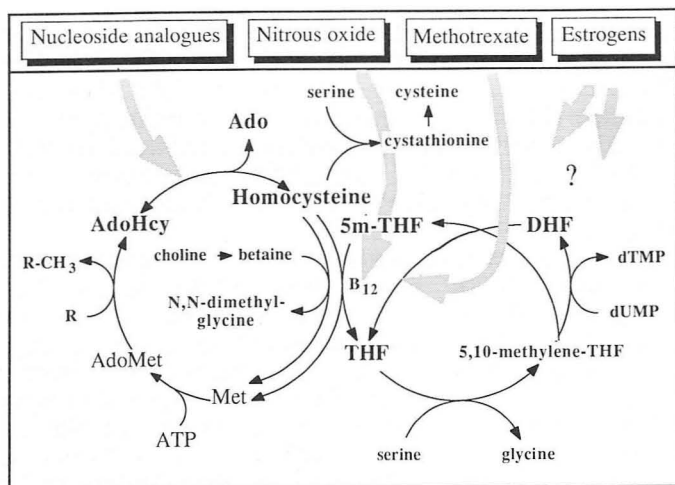 Nucleoside analogues
Nitrous oxide
Methotrexate
Estrogens
serine
cysteine
Ado
cystathionine
?
Homocysteine
AdoHcy
5m-THF
DHF
R-CH3
choline
betaine
dTMP
B12
R
N,N-dimethyl-
glycine
dUMP
AdoMet
THF
5,10-methylene-THF
Met
ATP
serine
glycine